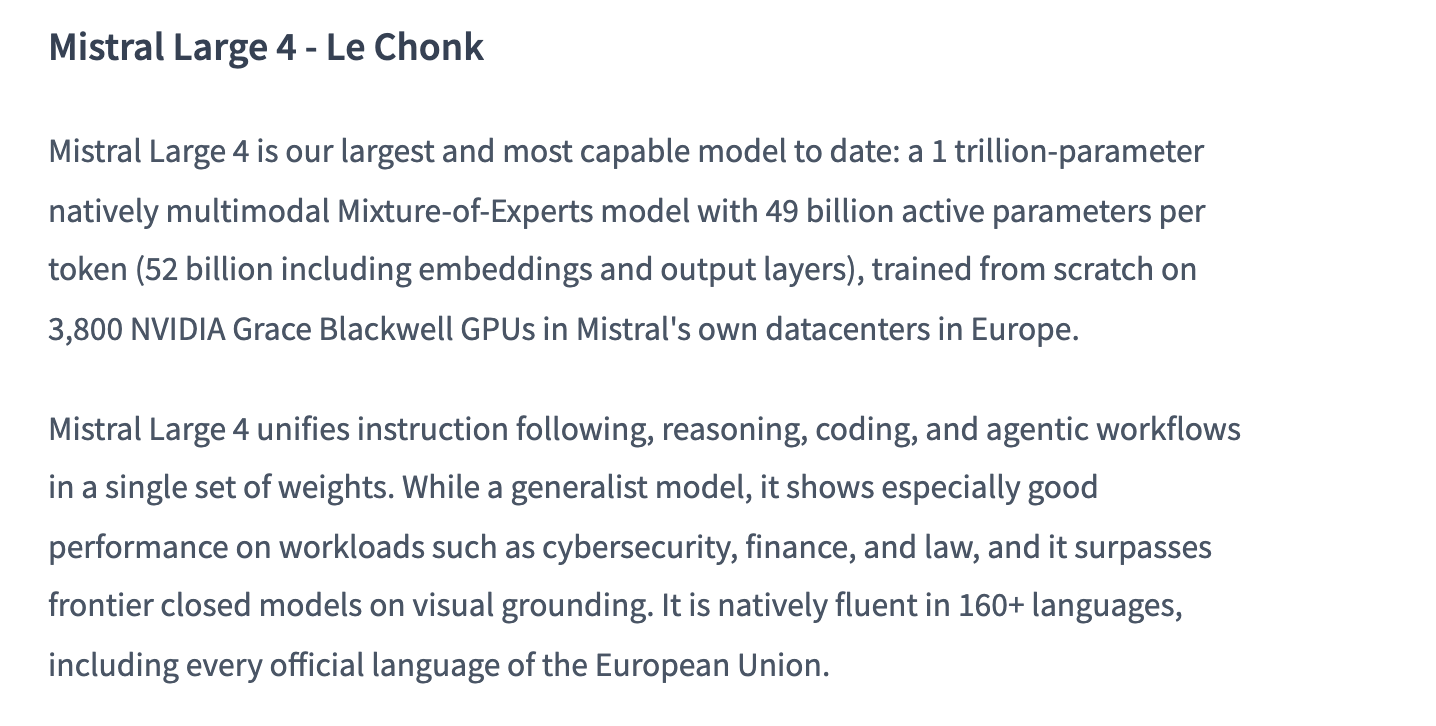 Mistral Large 4 - Le Chonk
Mistral Large 4 is our largest and most capable model to date: a 1 trillion-parameter
natively multimodal Mixture-of-Experts model with 49 billion active parameters per
token (52 billion including embeddings and output layers), trained from scratch on
3,800 NVIDIA Grace Blackwell GPUs in Mistral's own datacenters in Europe.
Mistral Large 4 unifies instruction following, reasoning, coding, and agentic workflows
in a single set of weights. While a generalist model, it shows especially good
performance on workloads such as cybersecurity, finance, and law, and it surpasses
frontier closed models on visual grounding. It is natively fluent in 160+ languages,
including every official language of the European Union.